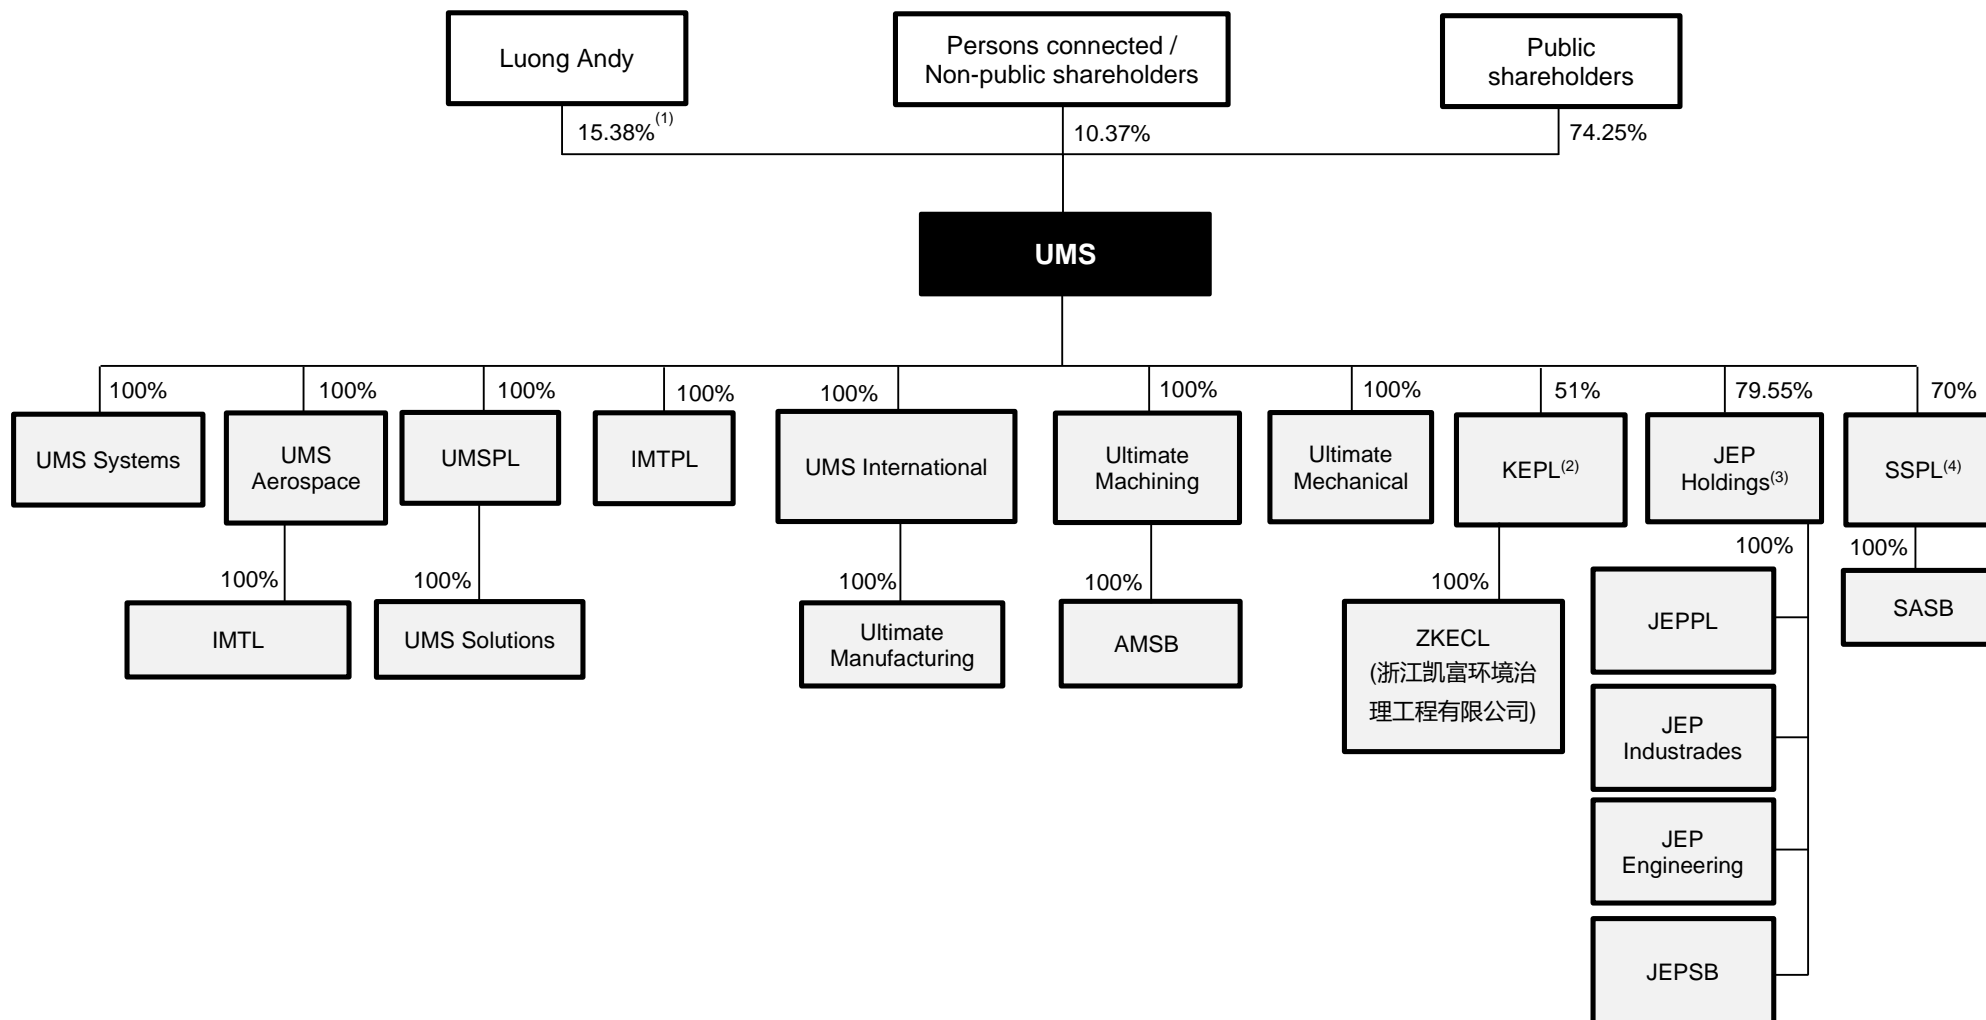 Luong Andy
Persons connected /
Non-public shareholders
Public
shareholders
15.38%(1)
10.37%
74.25%
UMS
100%
100%
100%
100%
100%
100%
100%
51%
79.55%
70%
UMS Systems
UMS
Aerospace
UMSPL
IMTPL
UMS International
Ultimate
Machining
Ultimate
Mechanical
KEPL(2)
JEP
Holdings(3)
SSPL(4)
100%
100%
100%
100%
100%
100%
100%
IMTL
UMS Solutions
Ultimate
Manufacturing
AMSB
ZKECL
(浙江凯富环境治
理工程有限公司)
JEPPL
JEP
Industrades
JEP
Engineering
JEPSB
SASB